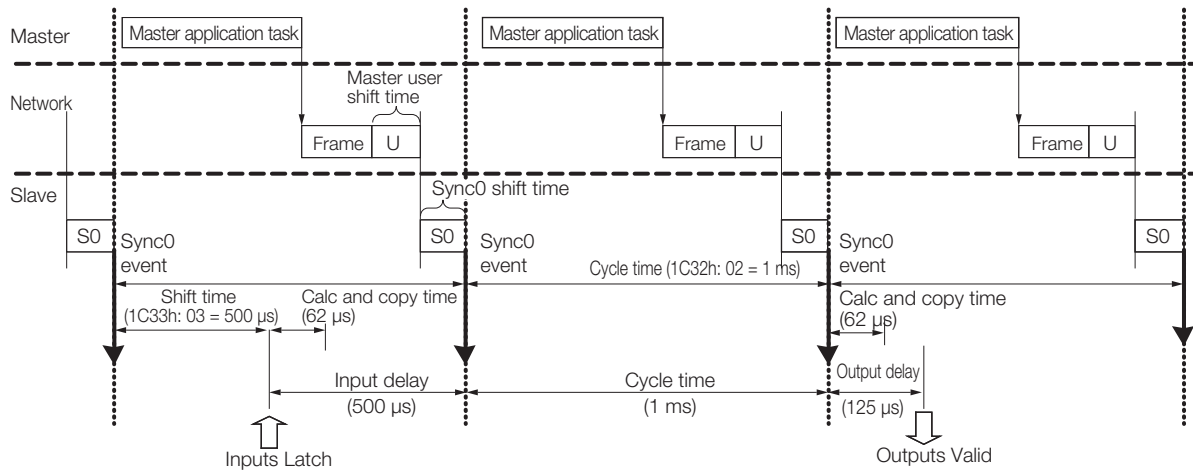 Master
Master application task
Master application task
Master application task
Network
Master user
shift time
Frame
U
Frame
U
Frame
U
Slave
Sync0 shift time
S0
S0
S0
S0
Sync0
event
Sync0
event
Sync0
event
Cycle time (1C32h: 02 = 1 ms)
Shift time
(1C33h: 03 = 500 µs)
Calc and copy time
(62 µs)
Calc and copy time
(62 µs)
Input delay
(500 µs)
Cycle time
(1 ms)
Output delay
(125 µs)
Inputs Latch
Outputs Valid